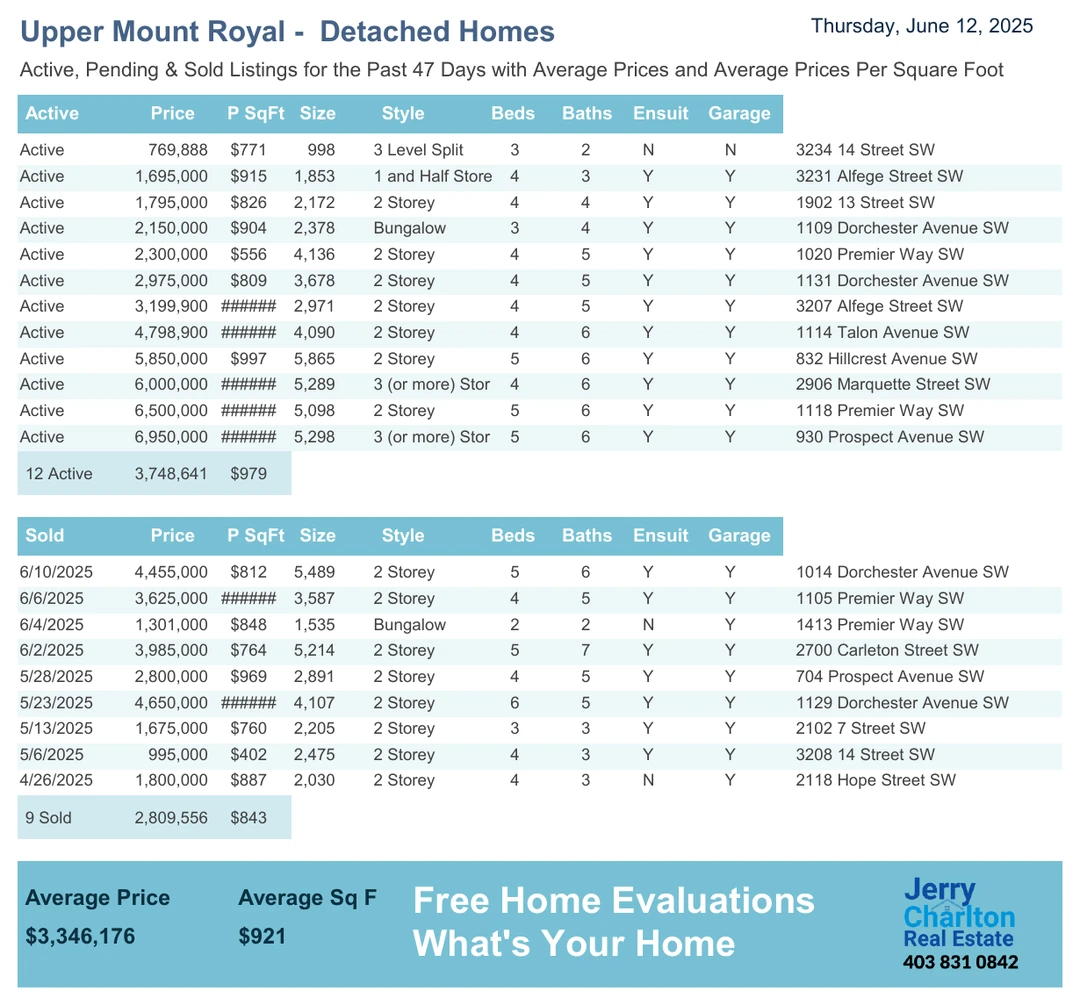 Upper Mount Royal - Detached Homes
Thursday, June 12, 2025
Active, Pending & Sold Listings for the Past 47 Days with Average Prices and Average Prices Per Square Foot
Active Price P SqFt Size Style Beds Baths Ensuit Garage
Active 769,888 $771 998 3 Level Split 3 2 N N 3234 14 Street SW
Active 1,695,000 $915 1,853 1 and Half Store 4 3 Y Y 3231 Alfege Street SW
Active 1,795,000 $826 2,172 2 Storey 4 4 Y Y 1902 13 Street SW
Active 2,150,000 $904 2,378 Bungalow 3 4 Y Y 1109 Dorchester Avenue SW
Active 2,300,000 $556 4,136 2 Storey 4 5 Y Y 1020 Premier Way SW
Active 2,975,000 $809 3,678 2 Storey 4 5 Y Y 1131 Dorchester Avenue SW
Active 3,199,900 ###### 2,971 2 Storey 4 5 Y Y 3207 Alfege Street SW
Active 4,798,900 ###### 4,090 2 Storey 4 6 Y Y 1114 Talon Avenue SW
Active 5,850,000 $997 5,865 2 Storey 5 6 Y Y 832 Hillcrest Avenue SW
Active 6,000,000 ###### 5,289 3 (or more) Stor 4 6 Y Y 2906 Marquette Street SW
Active 6,500,000 ###### 5,098 2 Storey 5 6 Y Y 1118 Premier Way SW
Active 6,950,000 ###### 5,298 3 (or more) Stor 5 6 Y Y 930 Prospect Avenue SW
12 Active 3,748,641 $979
Sold Price P SqFt Size Style Beds Baths Ensuit Garage
6/10/2025 4,455,000 $812 5,489 2 Storey 5 6 Y Y 1014 Dorchester Avenue SW
6/6/2025 3,625,000 ###### 3,587 2 Storey 4 5 Y Y 1105 Premier Way SW
6/4/2025 1,301,000 $848 1,535 Bungalow 2 2 N Y 1413 Premier Way SW
6/2/2025 3,985,000 $764 5,214 2 Storey 5 7 Y Y 2700 Carleton Street SW
5/28/2025 2,800,000 $969 2,891 2 Storey 4 5 Y Y 704 Prospect Avenue SW
5/23/2025 4,650,000 ###### 4,107 2 Storey 6 5 Y Y 1129 Dorchester Avenue SW
5/13/2025 1,675,000 $760 2,205 2 Storey 3 3 Y Y 2102 7 Street SW
5/6/2025 995,000 $402 2,475 2 Storey 4 3 Y Y 3208 14 Street SW
4/26/2025 1,800,000 $887 2,030 2 Storey 4 3 N Y 2118 Hope Street SW
9 Sold 2,809,556 $843
Average Price Average Sq F
$3,346,176 $921
Free Home Evaluations
What's Your Home
Jerry
Charlton
Real Estate
403 831 0842